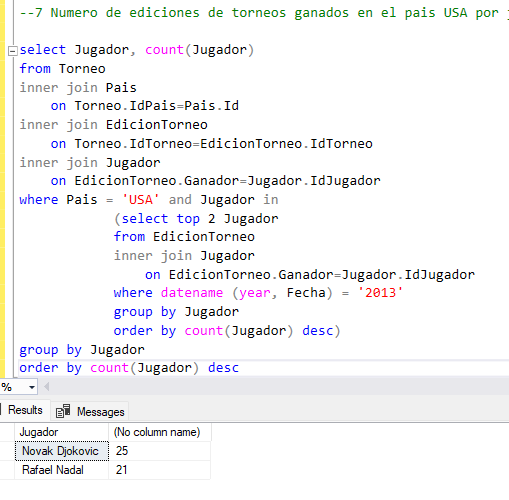 --7 Numero de ediciones de torneos ganados en el pais USA por
select Jugador, count(Jugador)
from Torneo
inner join Pais
on Torneo.IdPais=Pais.Id
inner join EdicionTorneo
on Torneo.IdTorneo=EdicionTorneo.IdTorneo
inner join Jugador
on EdicionTorneo.Ganador=Jugador.IdJugador
where Pais = 'USA' and Jugador in
(select top 2 Jugador
from EdicionTorneo
inner join Jugador
on EdicionTorneo.Ganador=Jugador.IdJugador
where datename (year, Fecha) = '2013'
group by Jugador
order by count(Jugador) desc)
group by Jugador
order by count(Jugador) desc
%
Results Messages
Jugador (No column name)
Novak Djokovic 25
Rafael Nadal 21